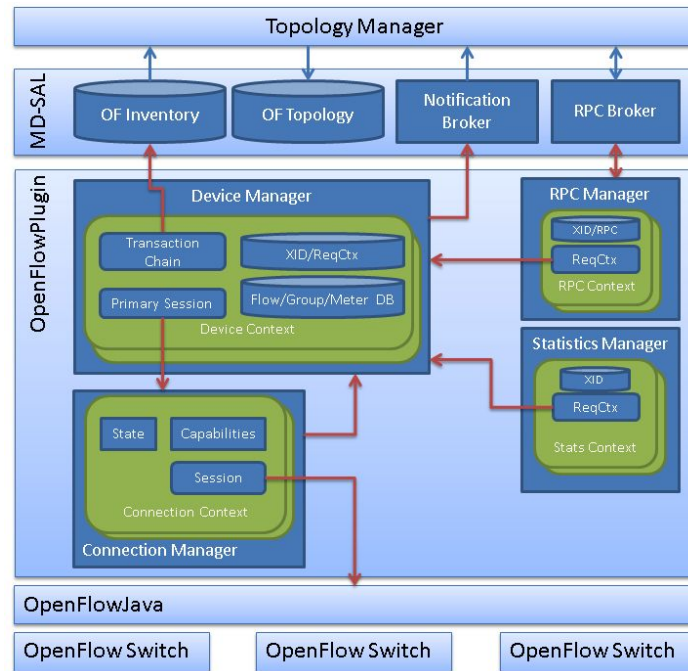 Topology Manager
MD-SAL
OF Inventory
OF Topology
Notification
Broker
RPC Broker
OpenFlowPlugin
Device Manager
Transaction
Chain
XID/ReqCtx
Primary Session
Flow/Group/Meter DB
Device Context
RPC Manager
XID/RPC
ReqCtx
RPC Context
Statistics Manager
XID
ReqCtx
Stats Context
State
Capabilities
Session
Connection Context
Connection Manager
OpenFlowJava
OpenFlow Switch
OpenFlow Switch
OpenFlow Switch